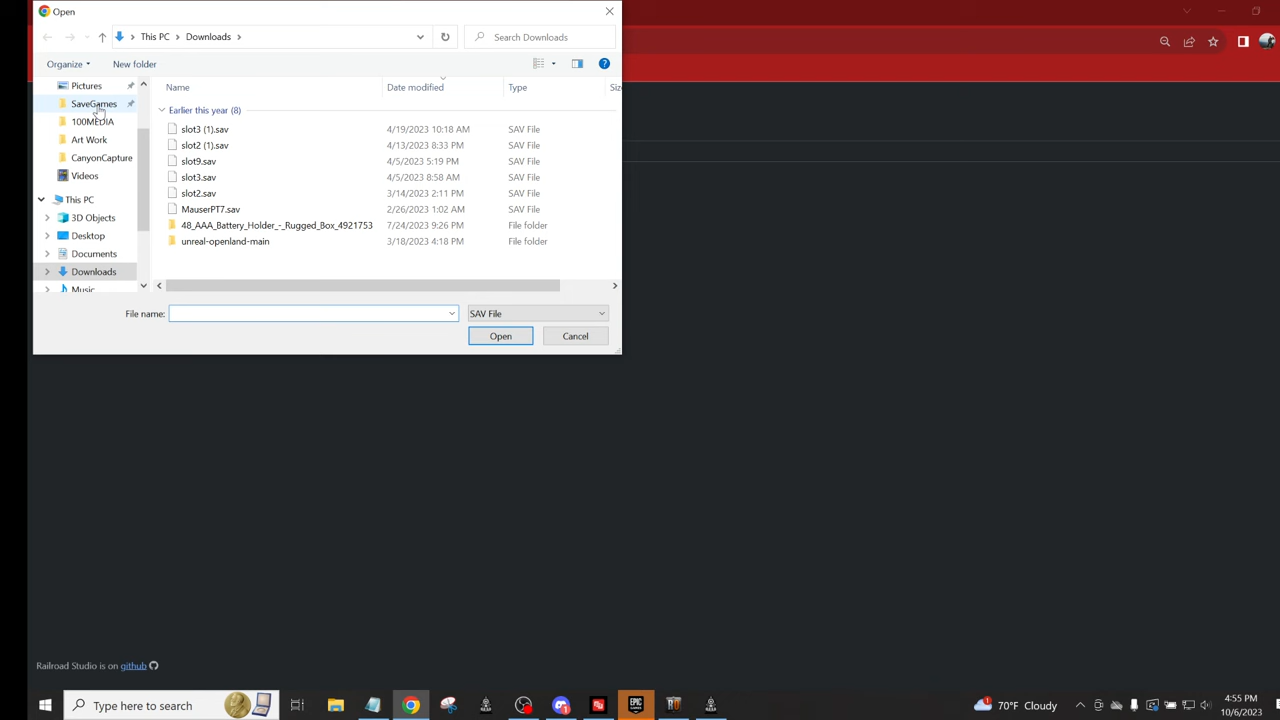 Open
This PC
Downloads
Search Downloads
Organize
New folder
Name
Date modified
Type
Pictures
SaveGames
100MEDIA
Art Work
CanyonCapture
Videos
This PC
3D Objects
Desktop
Documents
Downloads
Music
Earlier this year (8)
slot3 (1).sav 4/19/2023 10:18 AM SAV File
slot2 (1).sav 4/13/2023 8:33 PM SAV File
slot9.sav 4/5/2023 5:19 PM SAV File
slot3.sav 4/5/2023 8:58 AM SAV File
slot2.sav 3/14/2023 2:11 PM SAV File
MauserPT7.sav 2/26/2023 1:02 AM SAV File
48_AAA_Battery_Holder_-_Rugged_Box_4921753 7/24/2023 9:26 PM File folder
unreal-openland-main 3/18/2023 4:18 PM File folder
File name:
SAV File
Open
Cancel
Railroad Studio is on github
Type here to search
EPIC GAMES
70°F Cloudy
4:55 PM
10/6/2023